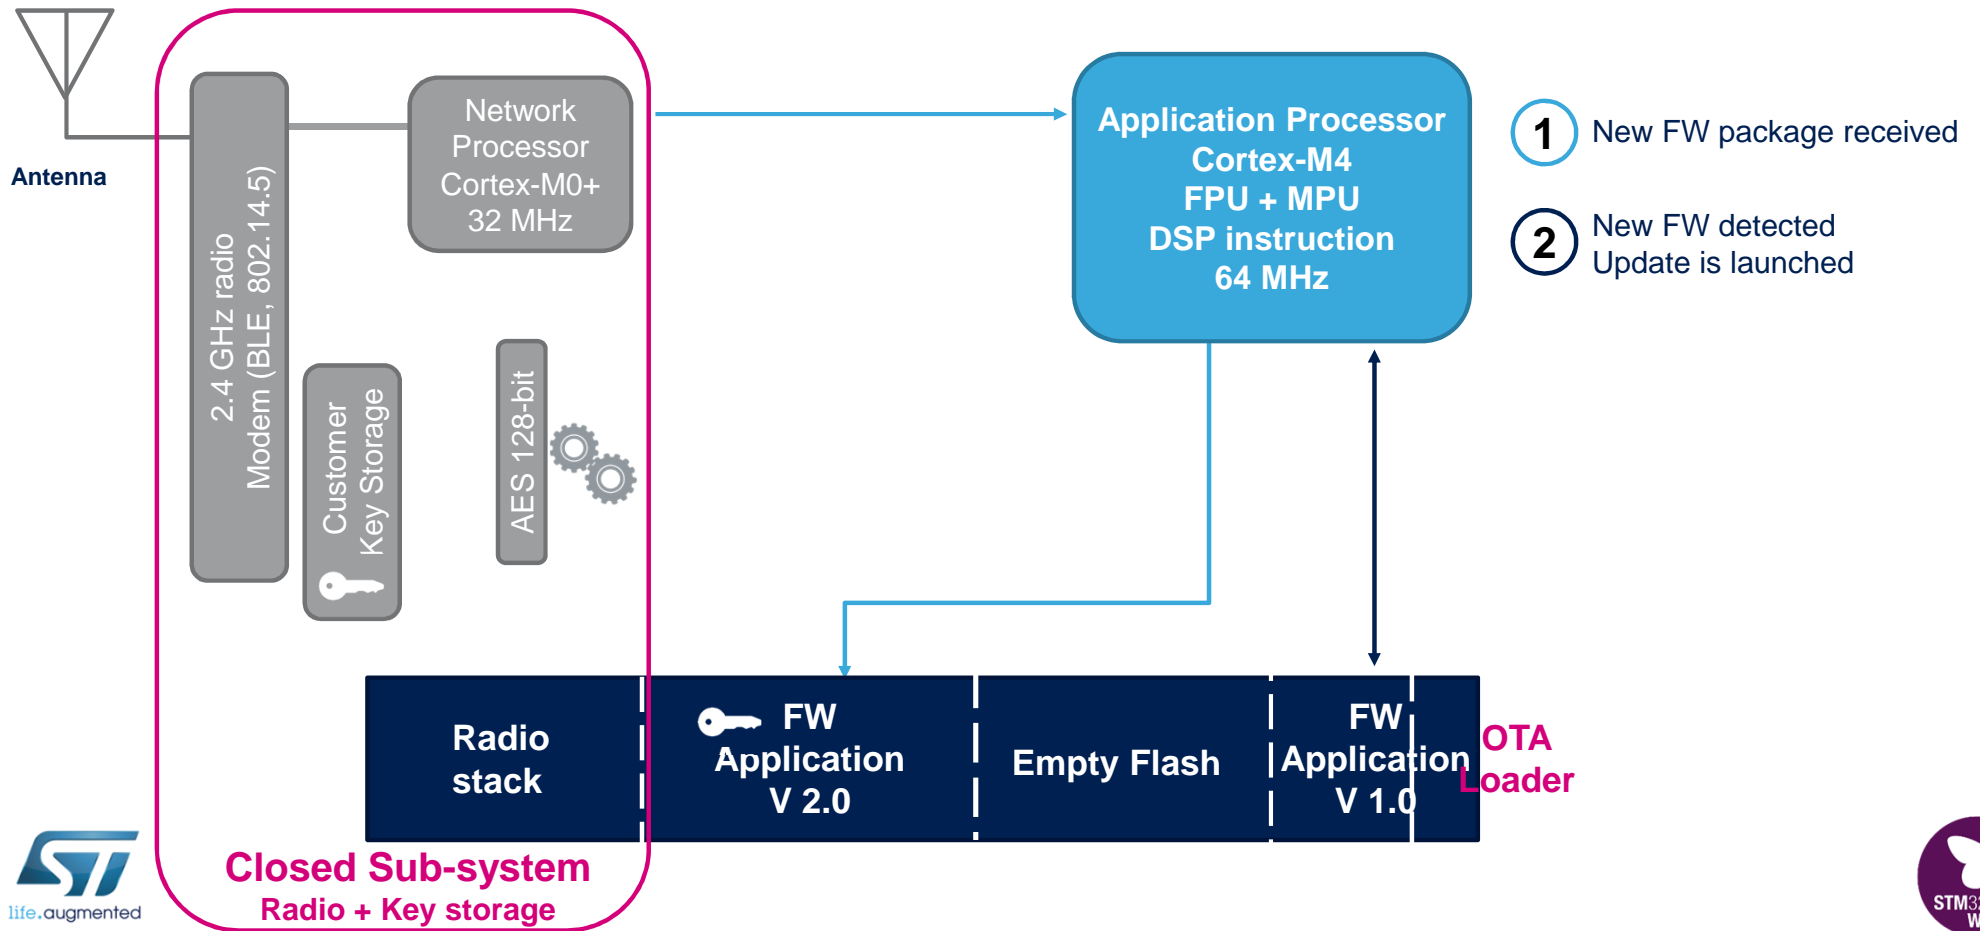 Antenna
2.4 GHz radio
Modem (BLE, 802.14.5)
Network
Processor
Cortex-M0+
32 MHz
Customer
Key Storage
AES 128-bit
Application Processor
Cortex-M4
FPU + MPU
DSP instruction
64 MHz
1
New FW package received
2
New FW detected
Update is launched
Radio
stack
FW
Application
V 2.0
Empty Flash
FW
Application
V 1.0
OTA
Loader
Closed Sub-system
Radio + Key storage
ST
life.augmented
STM32
W